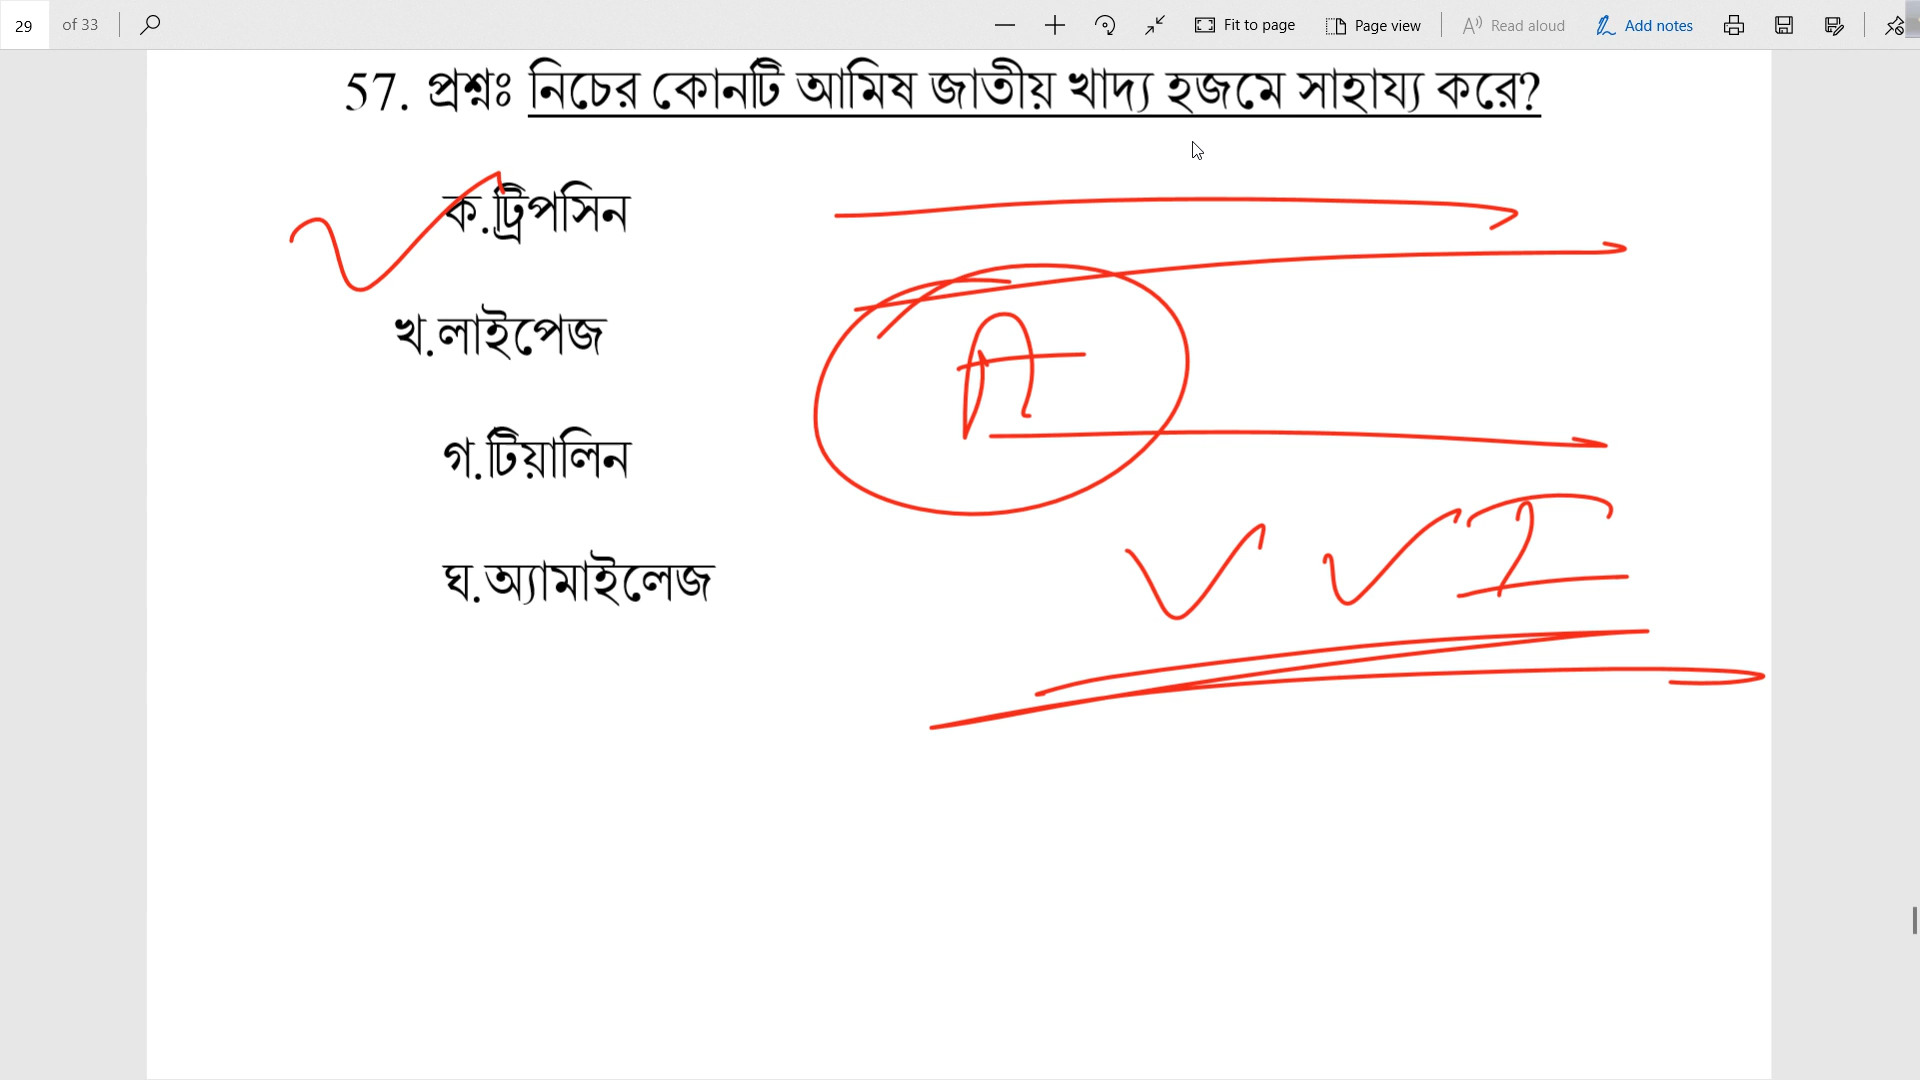 29 of 33 Fit to page Page view Read aloud Add notes
57. প্রশ্নঃ নিচের কোনটি আমিষ জাতীয় খাদ্য হজমে সাহায্য করে?
ক.ট্রিপসিন
খ.লাইপেজ
A
গ.টিয়ালিন
ঘ.অ্যামাইলেজ
V V I